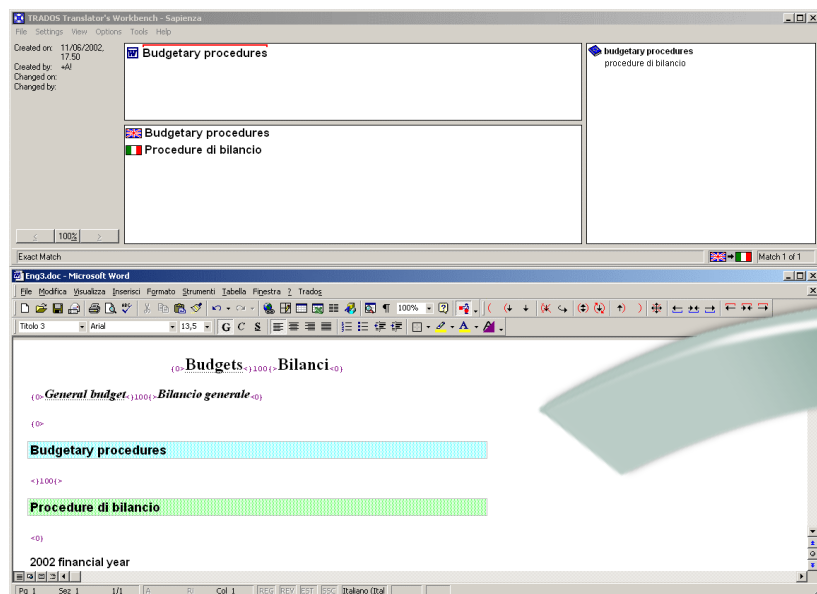 TRADOS Translator's Workbench - Sapienza
File Settings View Options Tools Help
Created on: 11/06/2002,
17.50
Created by: +A!
Changed on:
Changed by:
Budgetary procedures
budgetary procedures
procedure di bilancio
Budgetary procedures
Procedure di bilancio
< 100% >
Exact Match
Match 1 of 1
Eng3.doc - Microsoft Word
File Modifica Visualizza Inserisci Formato Strumenti Tabella Finestra ? Trados
100%
Titolo 3 Arial 13,5 G C S
{0>Budgets<}100{>Bilanci<0}
{0>General budget<}100{>Bilancio generale<0}
{0>
Budgetary procedures
<}100{>
Procedure di bilancio
<0}
2002 financial year
Pg 1 Sez 1 1/1 A Ri Col 1 REG REV EST SSC Italiano (Ital